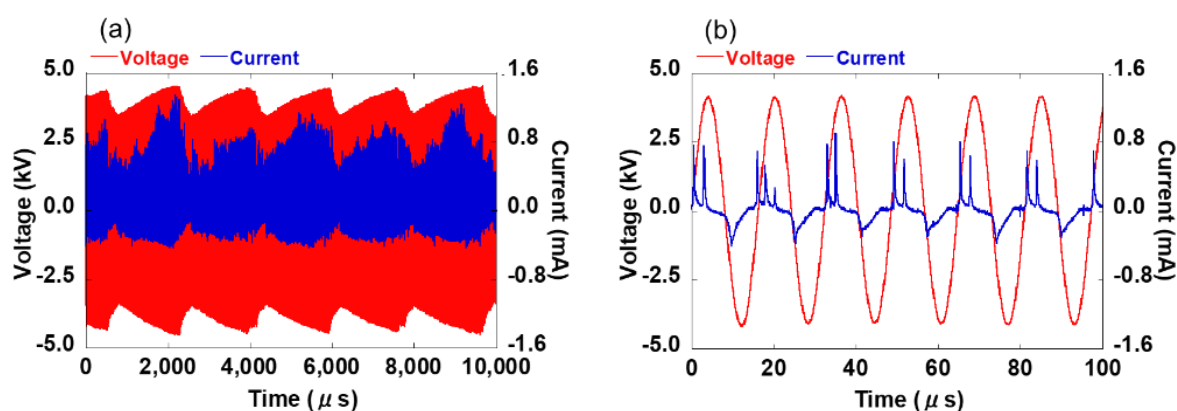 (a)
Voltage Current
5.0
2.5
0.0
-2.5
-5.0
Voltage (kV)
1.6
0.8
0.0
-0.8
-1.6
Current (mA)
0 2,000 4,000 6,000 8,000 10,000
Time ( μ s)
(b)
Voltage Current
5.0
2.5
0.0
-2.5
-5.0
Voltage (kV)
1.6
0.8
0.0
-0.8
-1.6
Current (mA)
0 20 40 60 80 100
Time ( μ s)